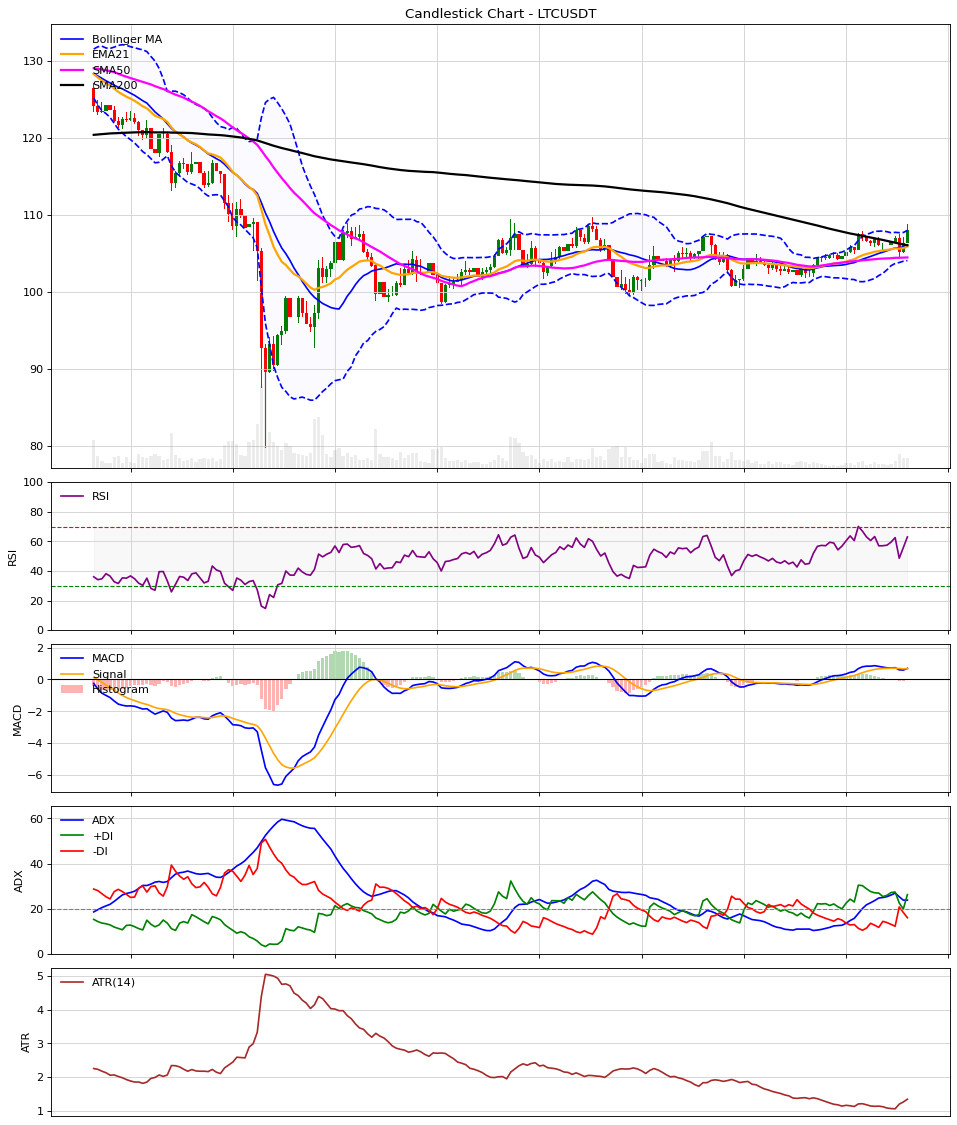 Candlestick Chart - LTCUSDT
Bollinger MA
EMA21
SMA50
SMA200
130
120
110
100
90
80
RSI
100
80
60
40
20
0
RSI
MACD
Signal
Histogram
2
0
−2
−4
−6
MACD
ADX
+DI
-DI
60
40
20
0
ADX
ATR(14)
5
4
3
2
1
ATR